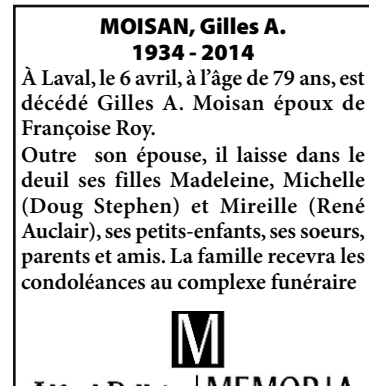 MOISAN, Gilles A.
1934 - 2014
À Laval, le 6 avril, à l'âge de 79 ans, est
décédé Gilles A. Moisan époux de
Françoise Roy.
Outre son épouse, il laisse dans le
deuil ses filles Madeleine, Michelle
(Doug Stephen) et Mireille (René
Auclair), ses petits-enfants, ses soeurs,
parents et amis. La famille recevra les
condoléances au complexe funéraire
M
MEMORIA